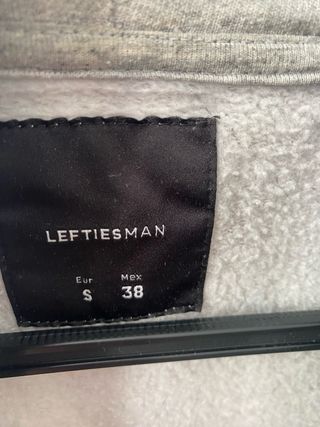 LEFTIESMAN
Eur Mex
S 38